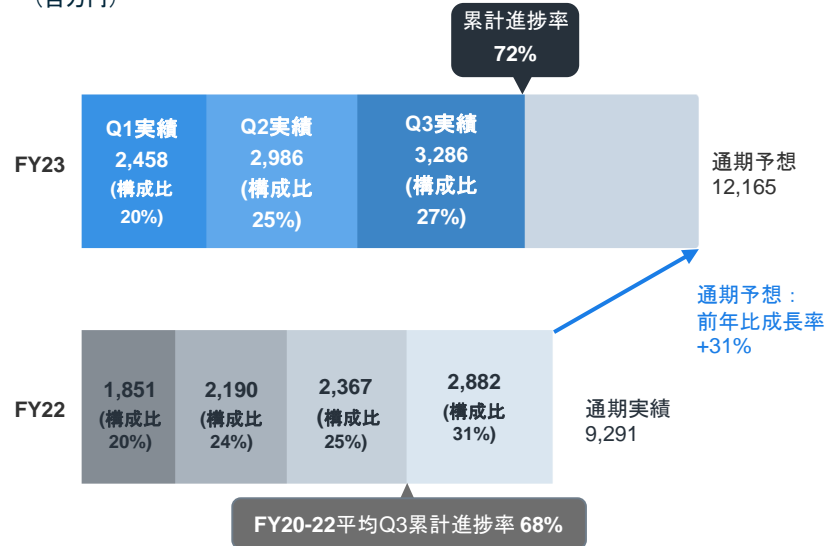 （百万円）
累計進捗率
72%
FY23
Q1実績
2,458
(構成比
20%)
Q2実績
2,986
(構成比
25%)
Q3実績
3,286
(構成比
27%)
通期予想
12,165
通期予想：
前年比成長率
+31%
FY22
1,851
(構成比
20%)
2,190
(構成比
24%)
2,367
(構成比
25%)
2,882
(構成比
31%)
通期実績
9,291
FY20-22平均Q3累計進捗率 68%